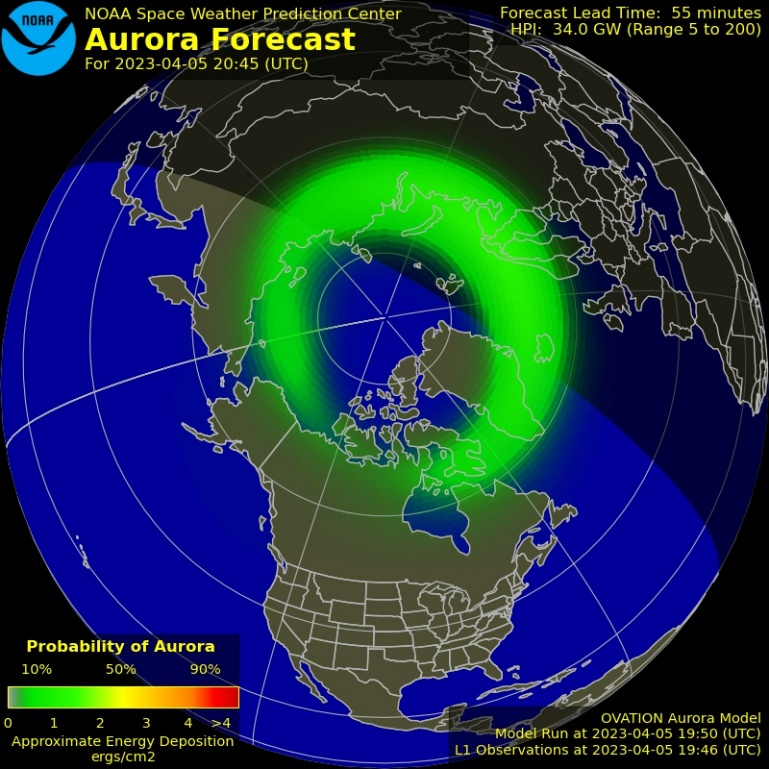 NOAA
NOAA Space Weather Prediction Center
Aurora Forecast
For 2023-04-05 20:45 (UTC)
Forecast Lead Time: 55 minutes
HPI: 34.0 GW (Range 5 to 200)
Probability of Aurora
10% 50% 90%
0 1 2 3 4 >4
Approximate Energy Deposition
ergs/cm2
OVATION Aurora Model
Model Run at 2023-04-05 19:50 (UTC)
L1 Observations at 2023-04-05 19:46 (UTC)